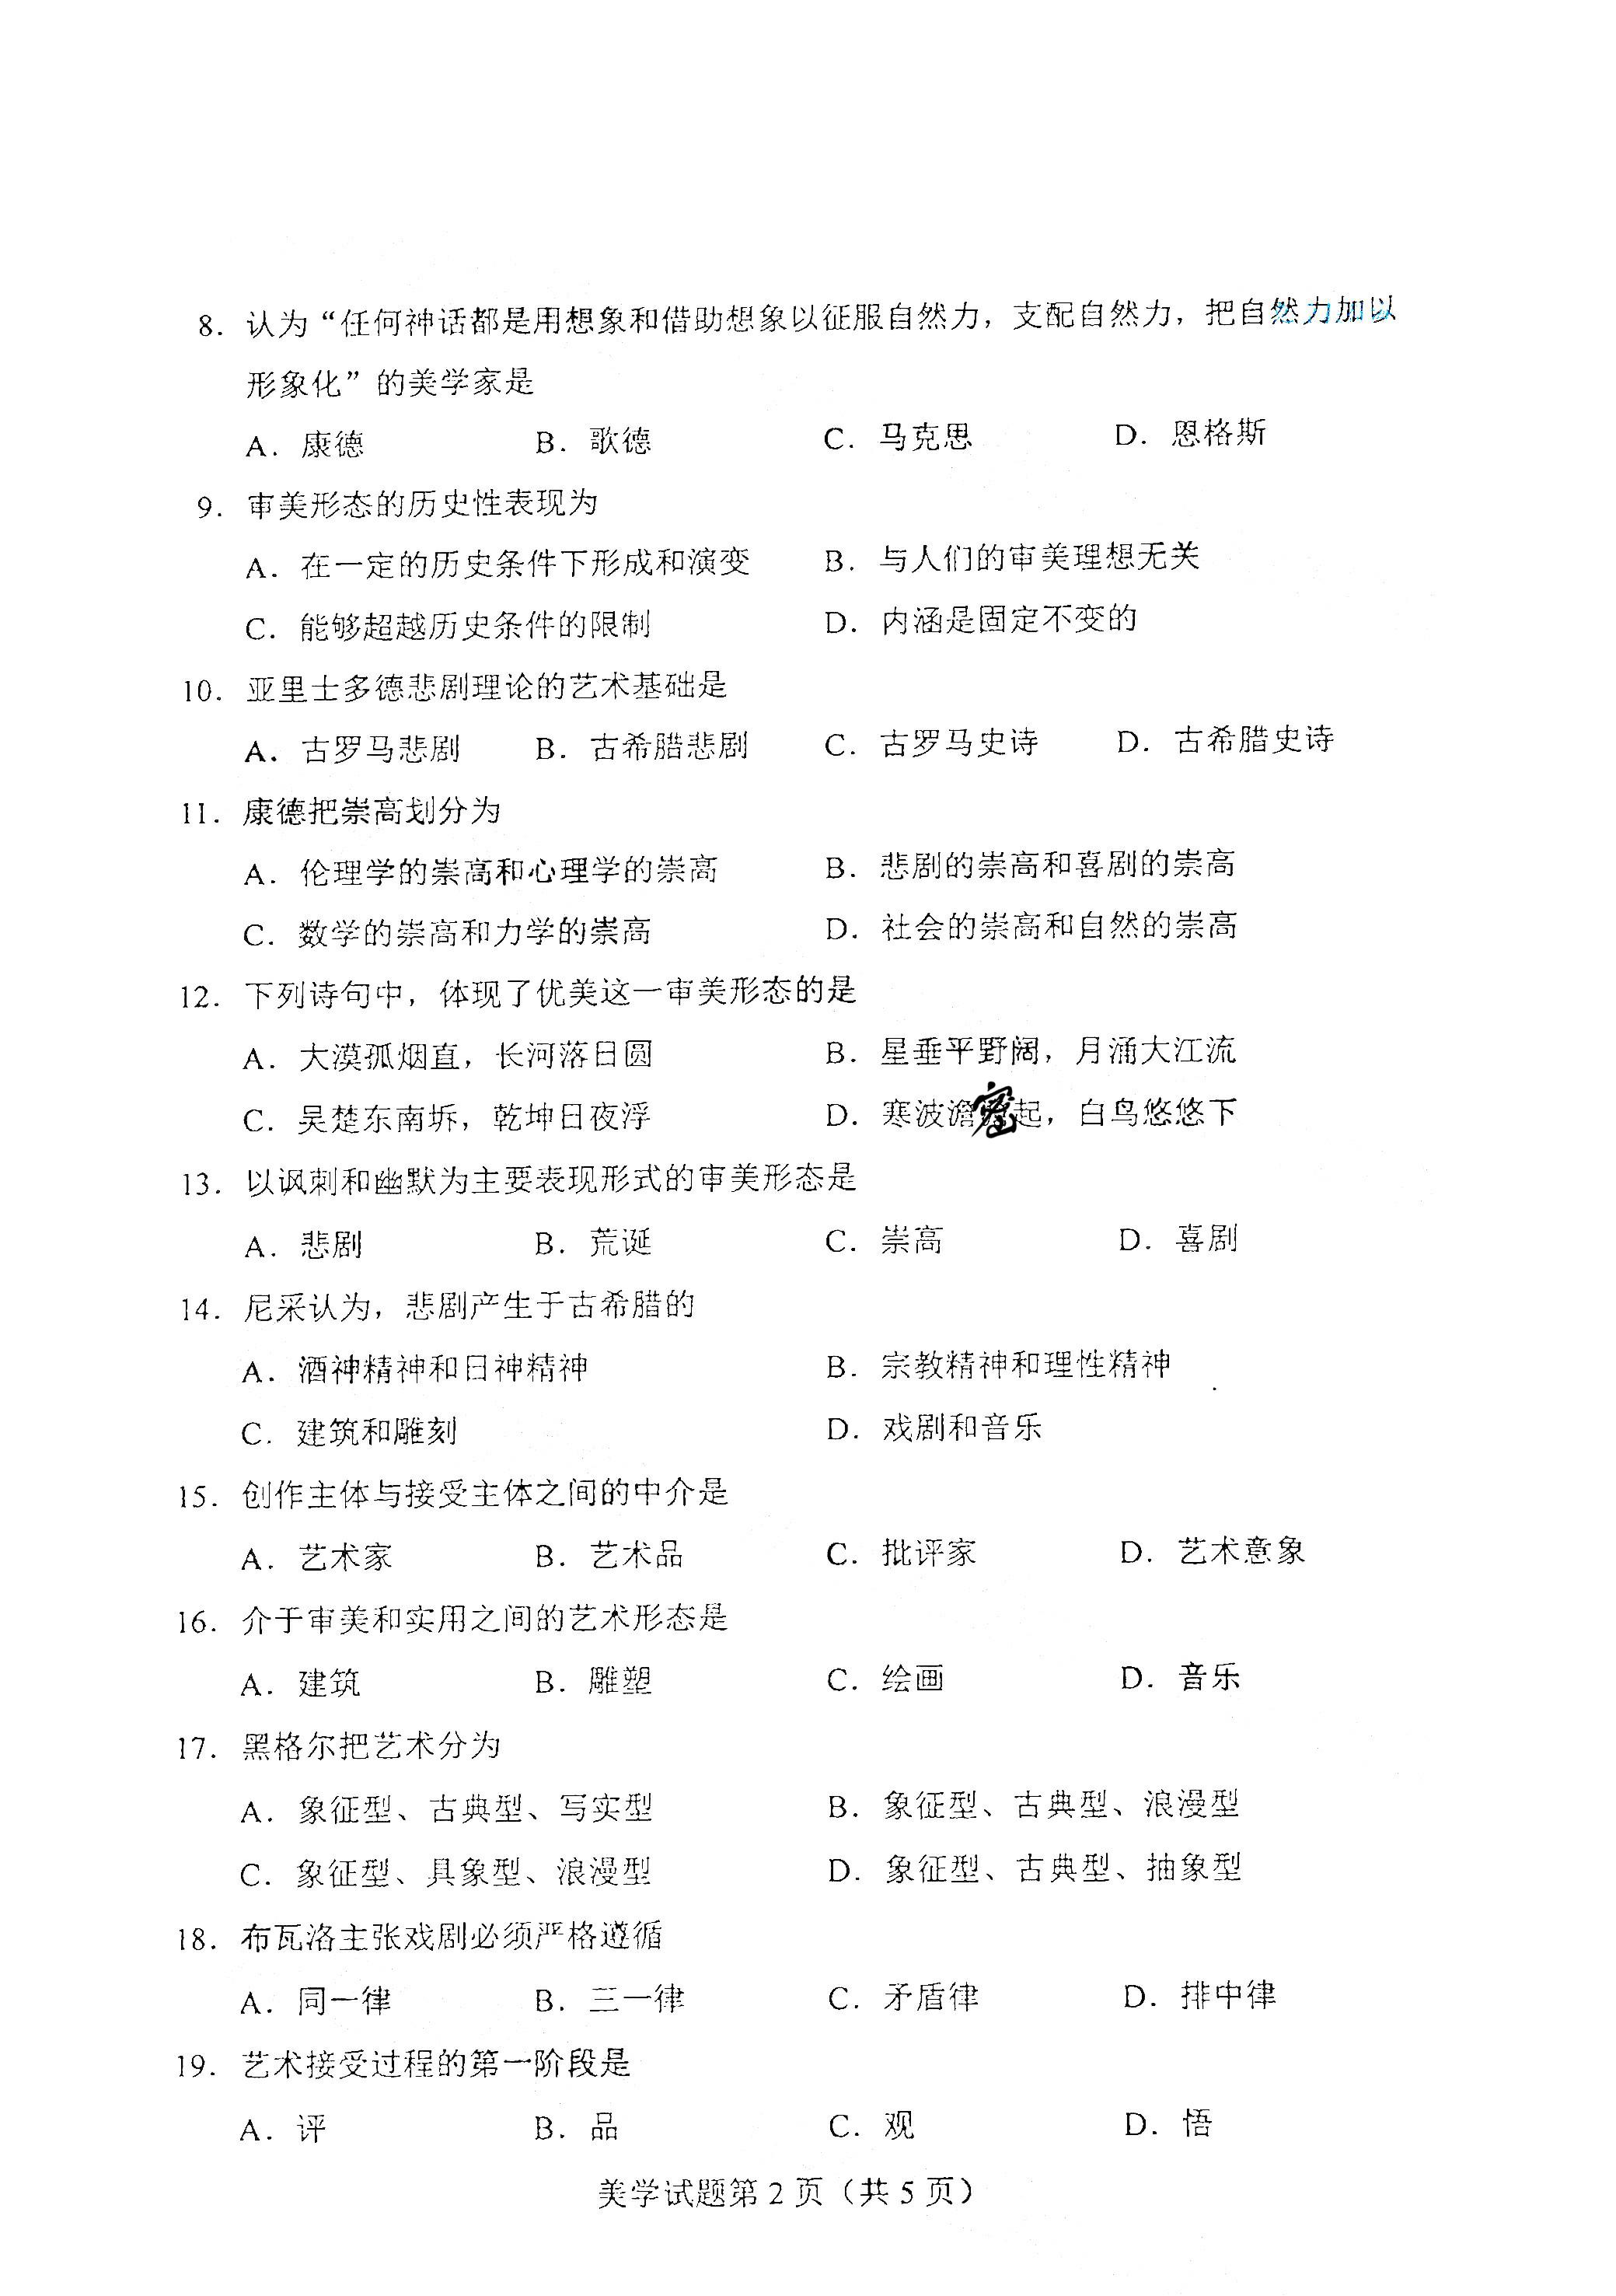 8. 认为“任何神话都是用想象和借助想象以征服自然力，支配自然力，把自然力加以
形象化”的美学家是
A. 康德 B. 歌德 C. 马克思 D. 恩格斯
9. 审美形态的历史性表现为
A. 在一定的历史条件下形成和演变 B. 与人们的审美理想无关
C. 能够超越历史条件的限制 D. 内涵是固定不变的
10. 亚里士多德悲剧理论的艺术基础是
A. 古罗马悲剧 B. 古希腊悲剧 C. 古罗马史诗 D. 古希腊史诗
11. 康德把崇高划分为
A. 伦理学的崇高和心理学的崇高 B. 悲剧的崇高和喜剧的崇高
C. 数学的崇高和力学的崇高 D. 社会的崇高和自然的崇高
12. 下列诗句中，体现了优美这一审美形态的是
A. 大漠孤烟直，长河落日圆 B. 星垂平野阔，月涌大江流
C. 吴楚东南坼，乾坤日夜浮 D. 寒波澹起，白鸟悠悠下
13. 以讽刺和幽默为主要表现形式的审美形态是
A. 悲剧 B. 荒诞 C. 崇高 D. 喜剧
14. 尼采认为，悲剧产生于古希腊的
A. 酒神精神和日神精神 B. 宗教精神和理性精神
C. 建筑和雕刻 D. 戏剧和音乐
15. 创作主体与接受主体之间的中介是
A. 艺术家 B. 艺术品 C. 批评家 D. 艺术意象
16. 介于审美和实用之间的艺术形态是
A. 建筑 B. 雕塑 C. 绘画 D. 音乐
17. 黑格尔把艺术分为
A. 象征型、古典型、写实型 B. 象征型、古典型、浪漫型
C. 象征型、具象型、浪漫型 D. 象征型、古典型、抽象型
18. 布瓦洛主张戏剧必须严格遵循
A. 同一律 B. 三一律 C. 矛盾律 D. 排中律
19. 艺术接受过程的第一阶段是
A. 评 B. 品 C. 观 D. 悟
美学试题第 2 页（共 5 页）